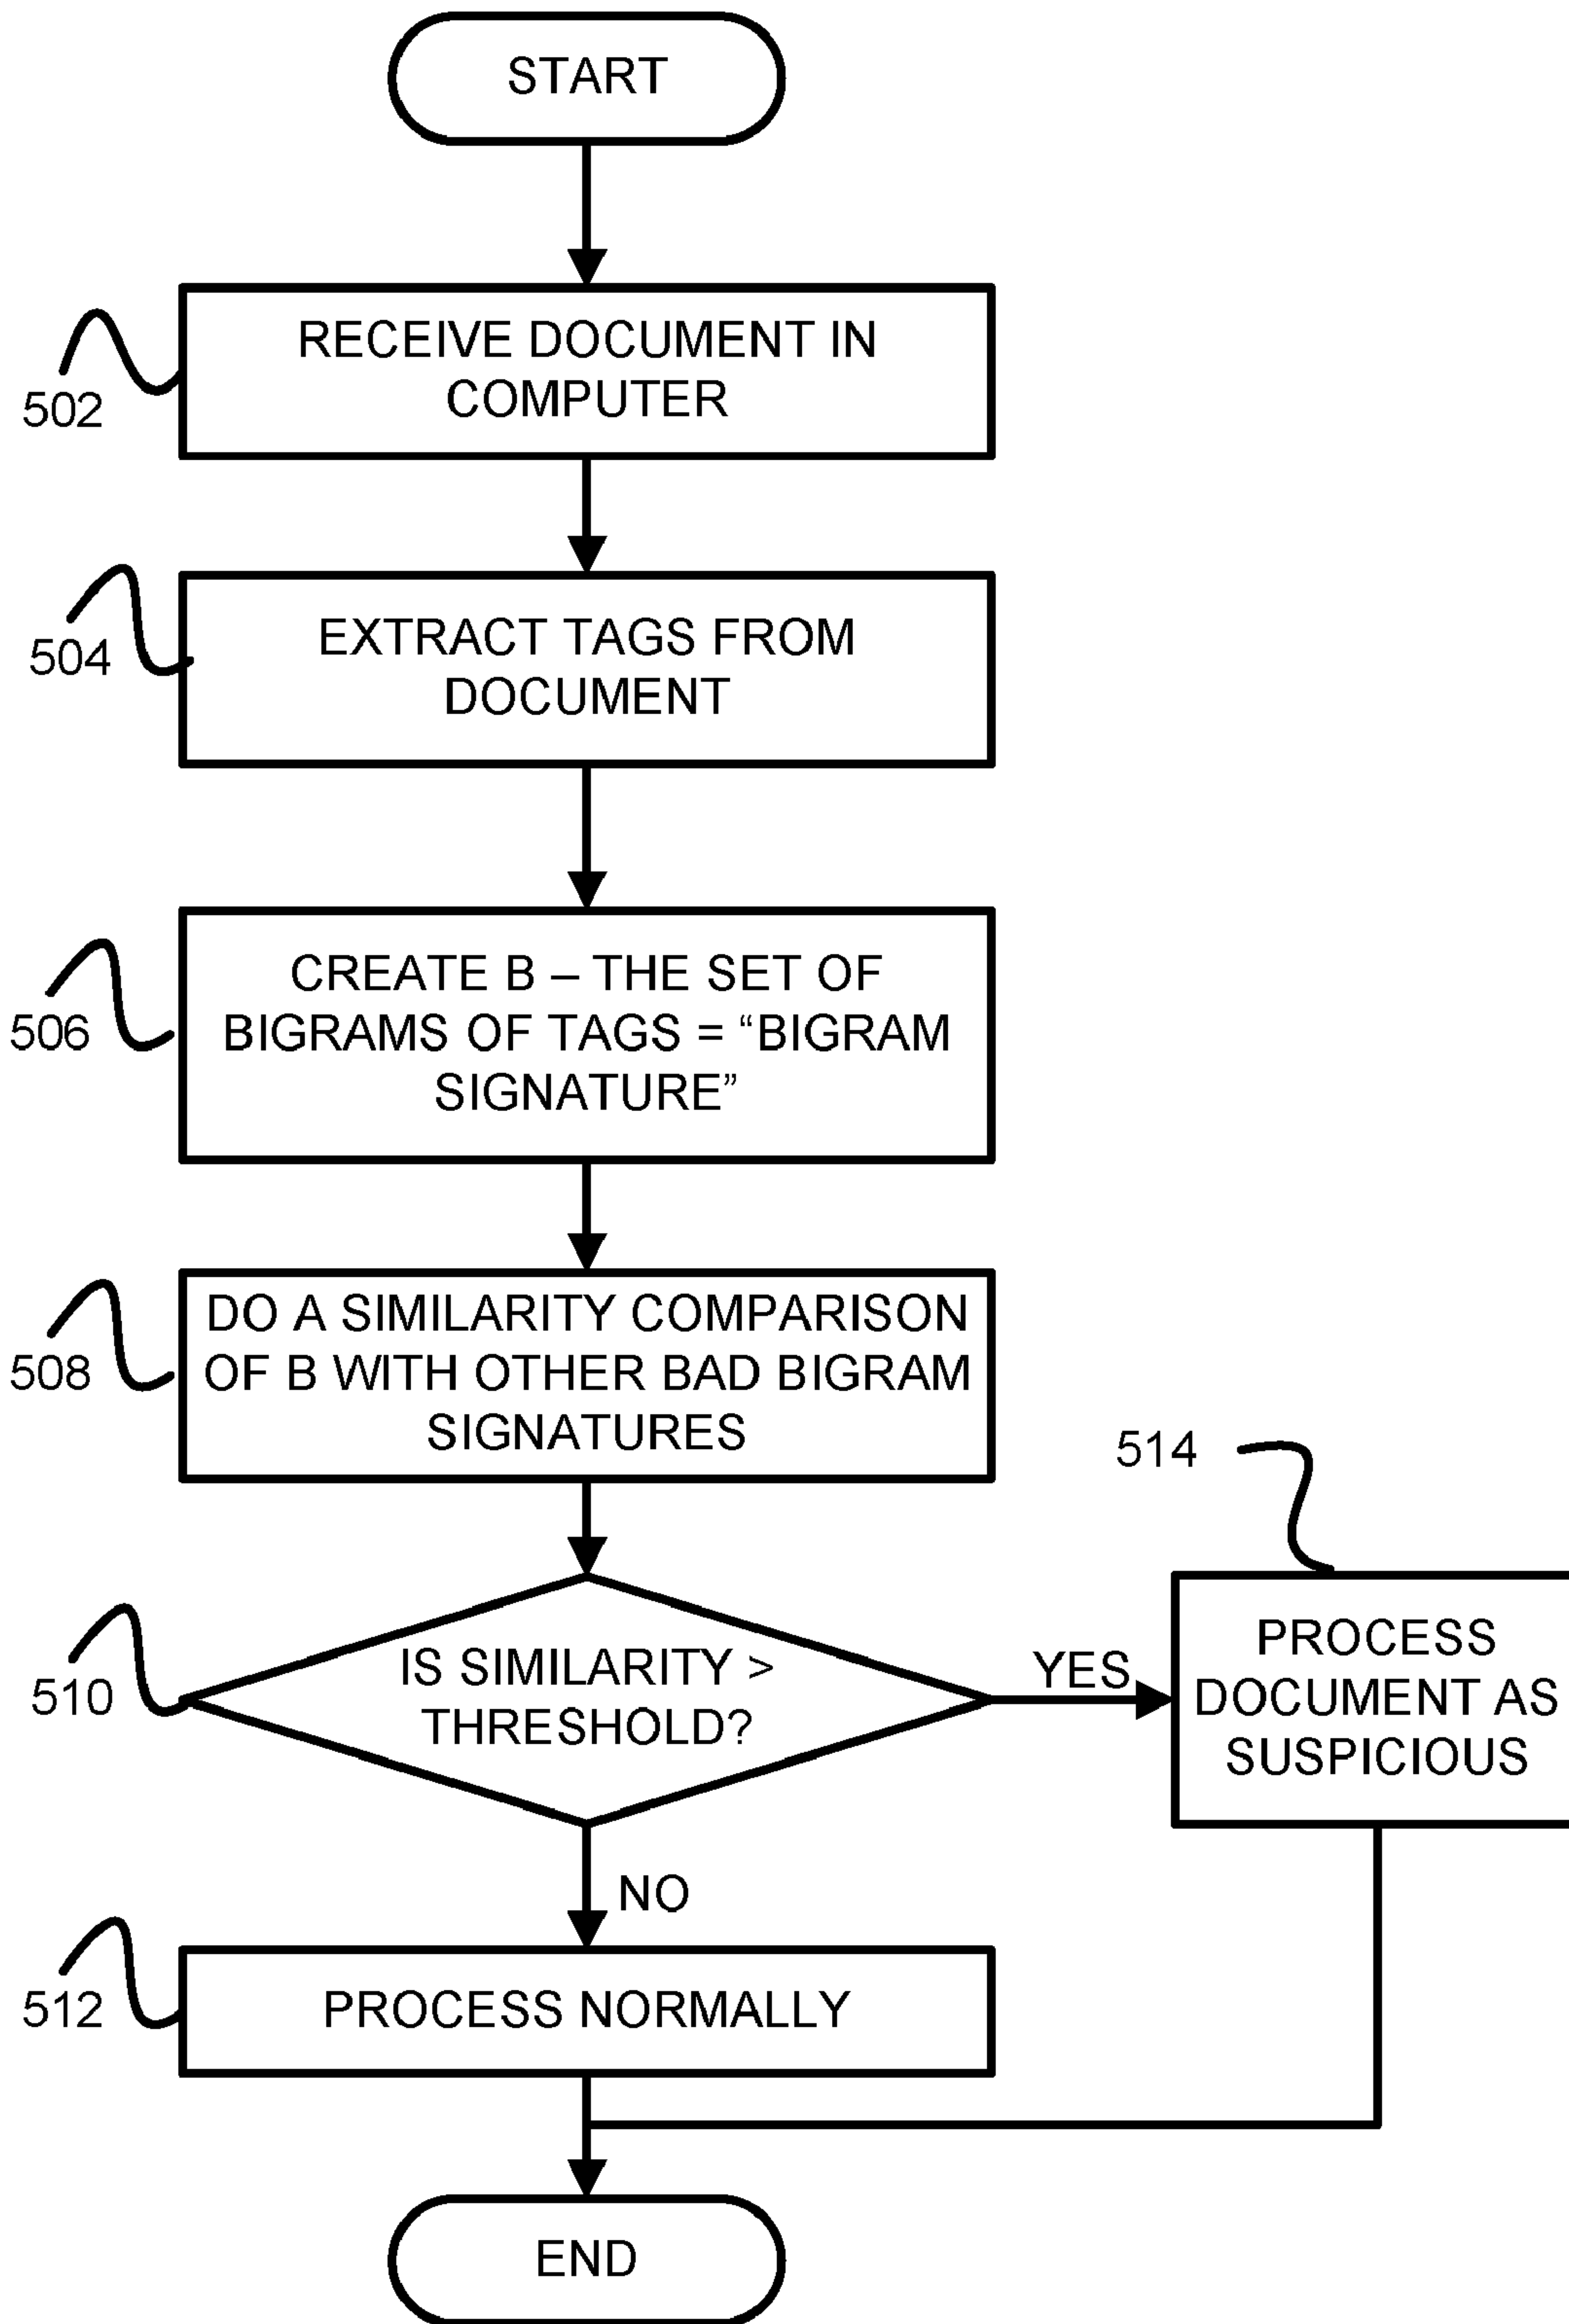 START
RECEIVE DOCUMENT IN
COMPUTER
502
EXTRACT TAGS FROM
DOCUMENT
504
CREATE B – THE SET OF
BIGRAMS OF TAGS = “BIGRAM
SIGNATURE”
506
DO A SIMILARITY COMPARISON
OF B WITH OTHER BAD BIGRAM
SIGNATURES
508
514
IS SIMILARITY >
THRESHOLD?
510
YES
PROCESS
DOCUMENT AS
SUSPICIOUS
NO
PROCESS NORMALLY
512
END